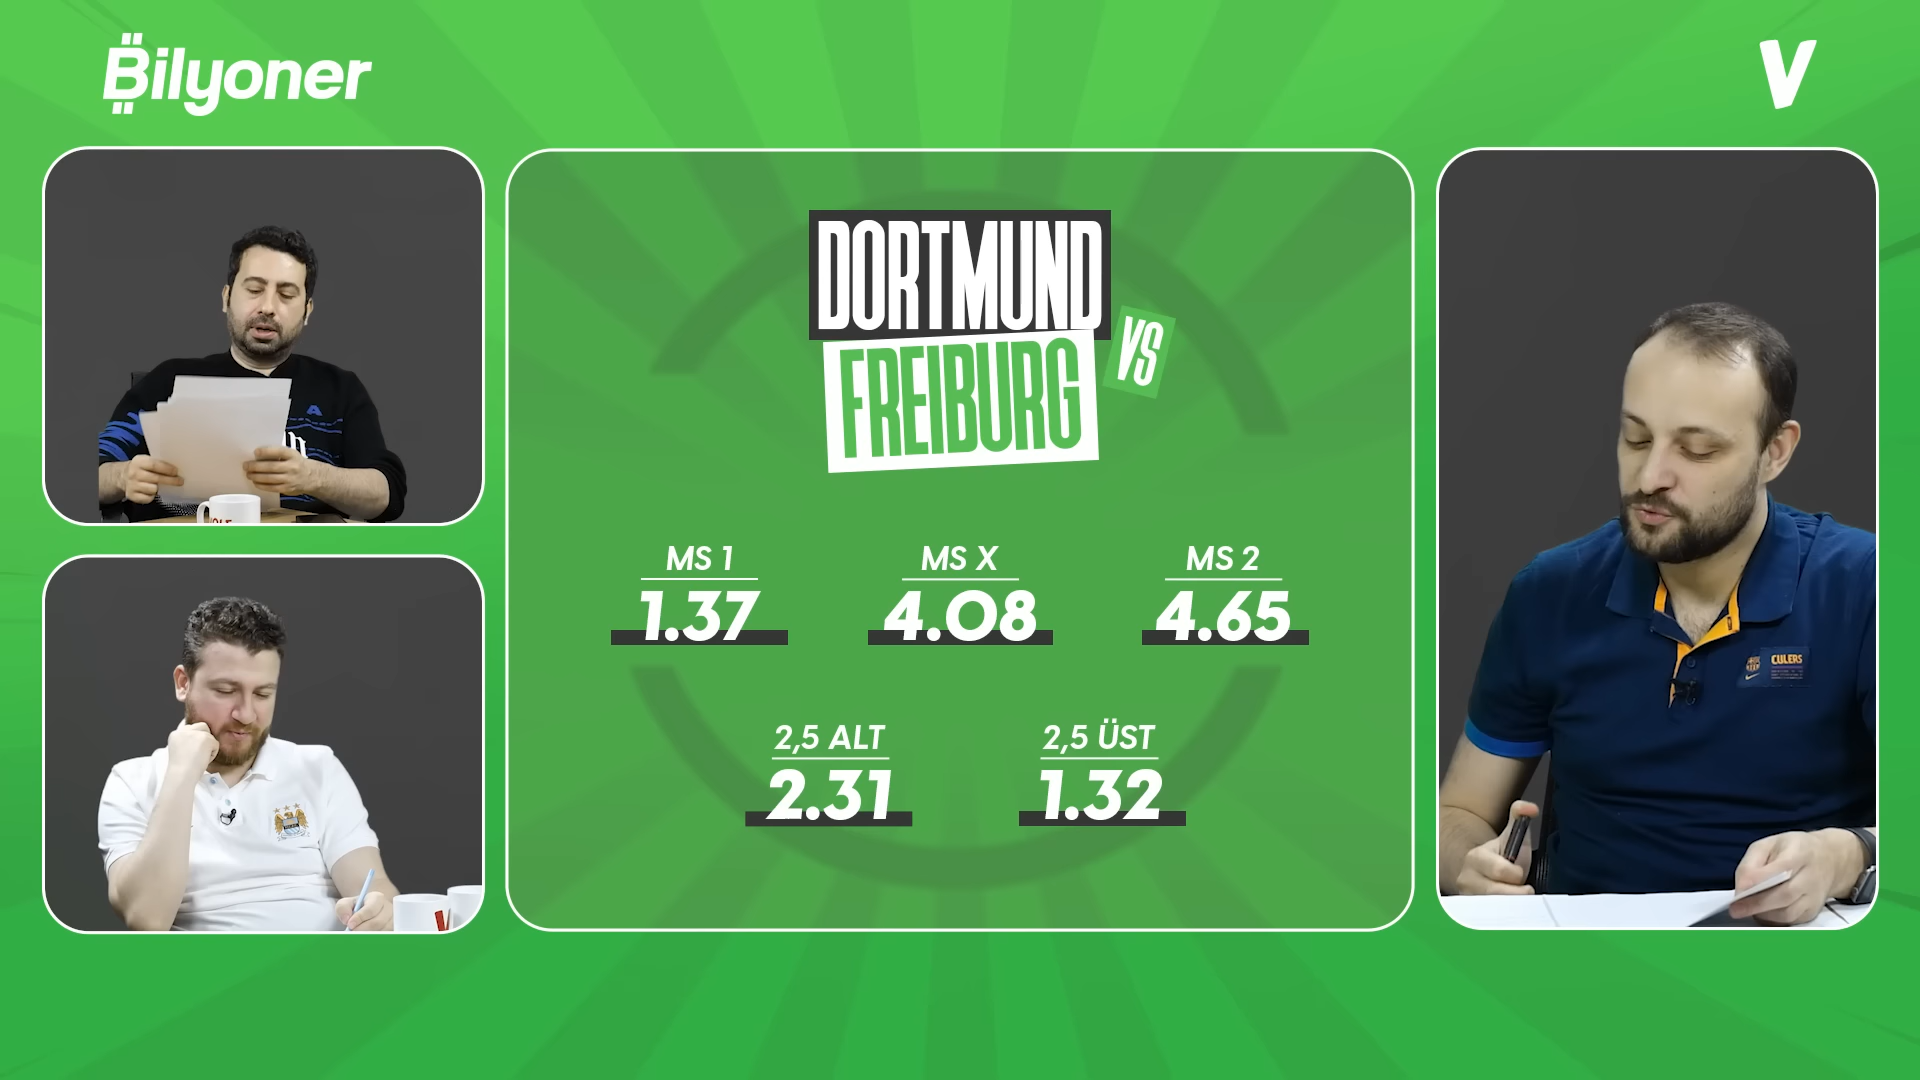 Bilyoner
V
DORTMUND
VS
FREIBURG
MS 1
MS X
MS 2
1.37
4.08
4.65
2,5 ALT
2,5 ÜST
2.31
1.32
CULERS
A